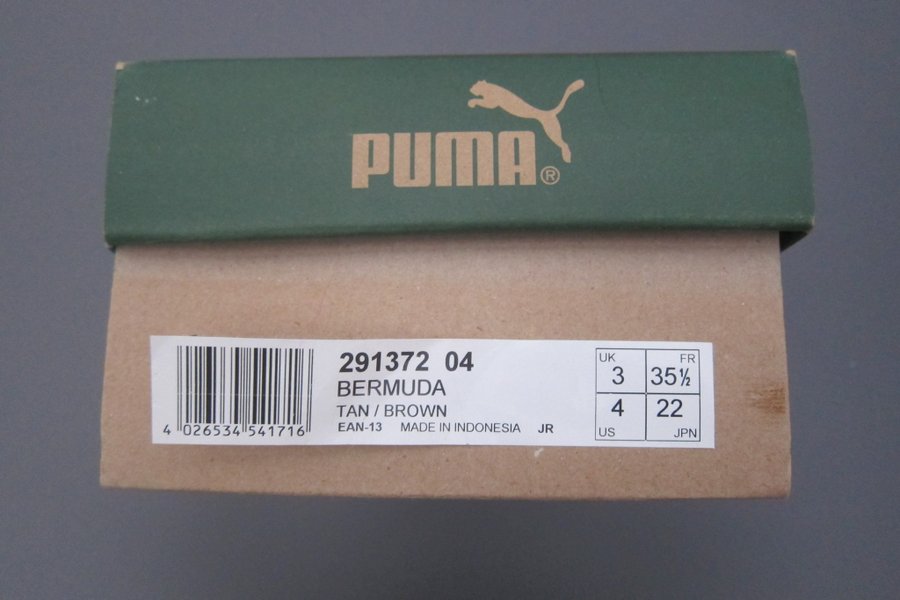 PUMA®
291372 04
BERMUDA
TAN / BROWN
EAN-13 MADE IN INDONESIA JR
4 026534 541716
UK FR
3 35½
4 22
US JPN